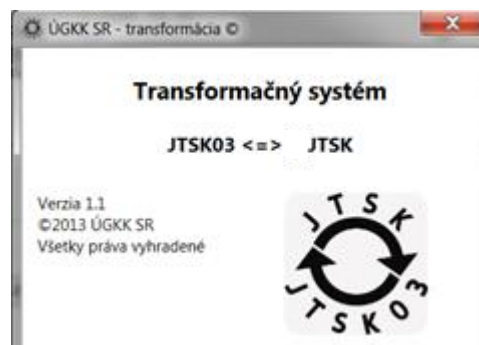 ÚGKK SR - transformácia ©
Transformačný systém
JTSK03 <=> JTSK
Verzia 1.1
©2013 ÚGKK SR
Všetky práva vyhradené
JTSK
JTSK03